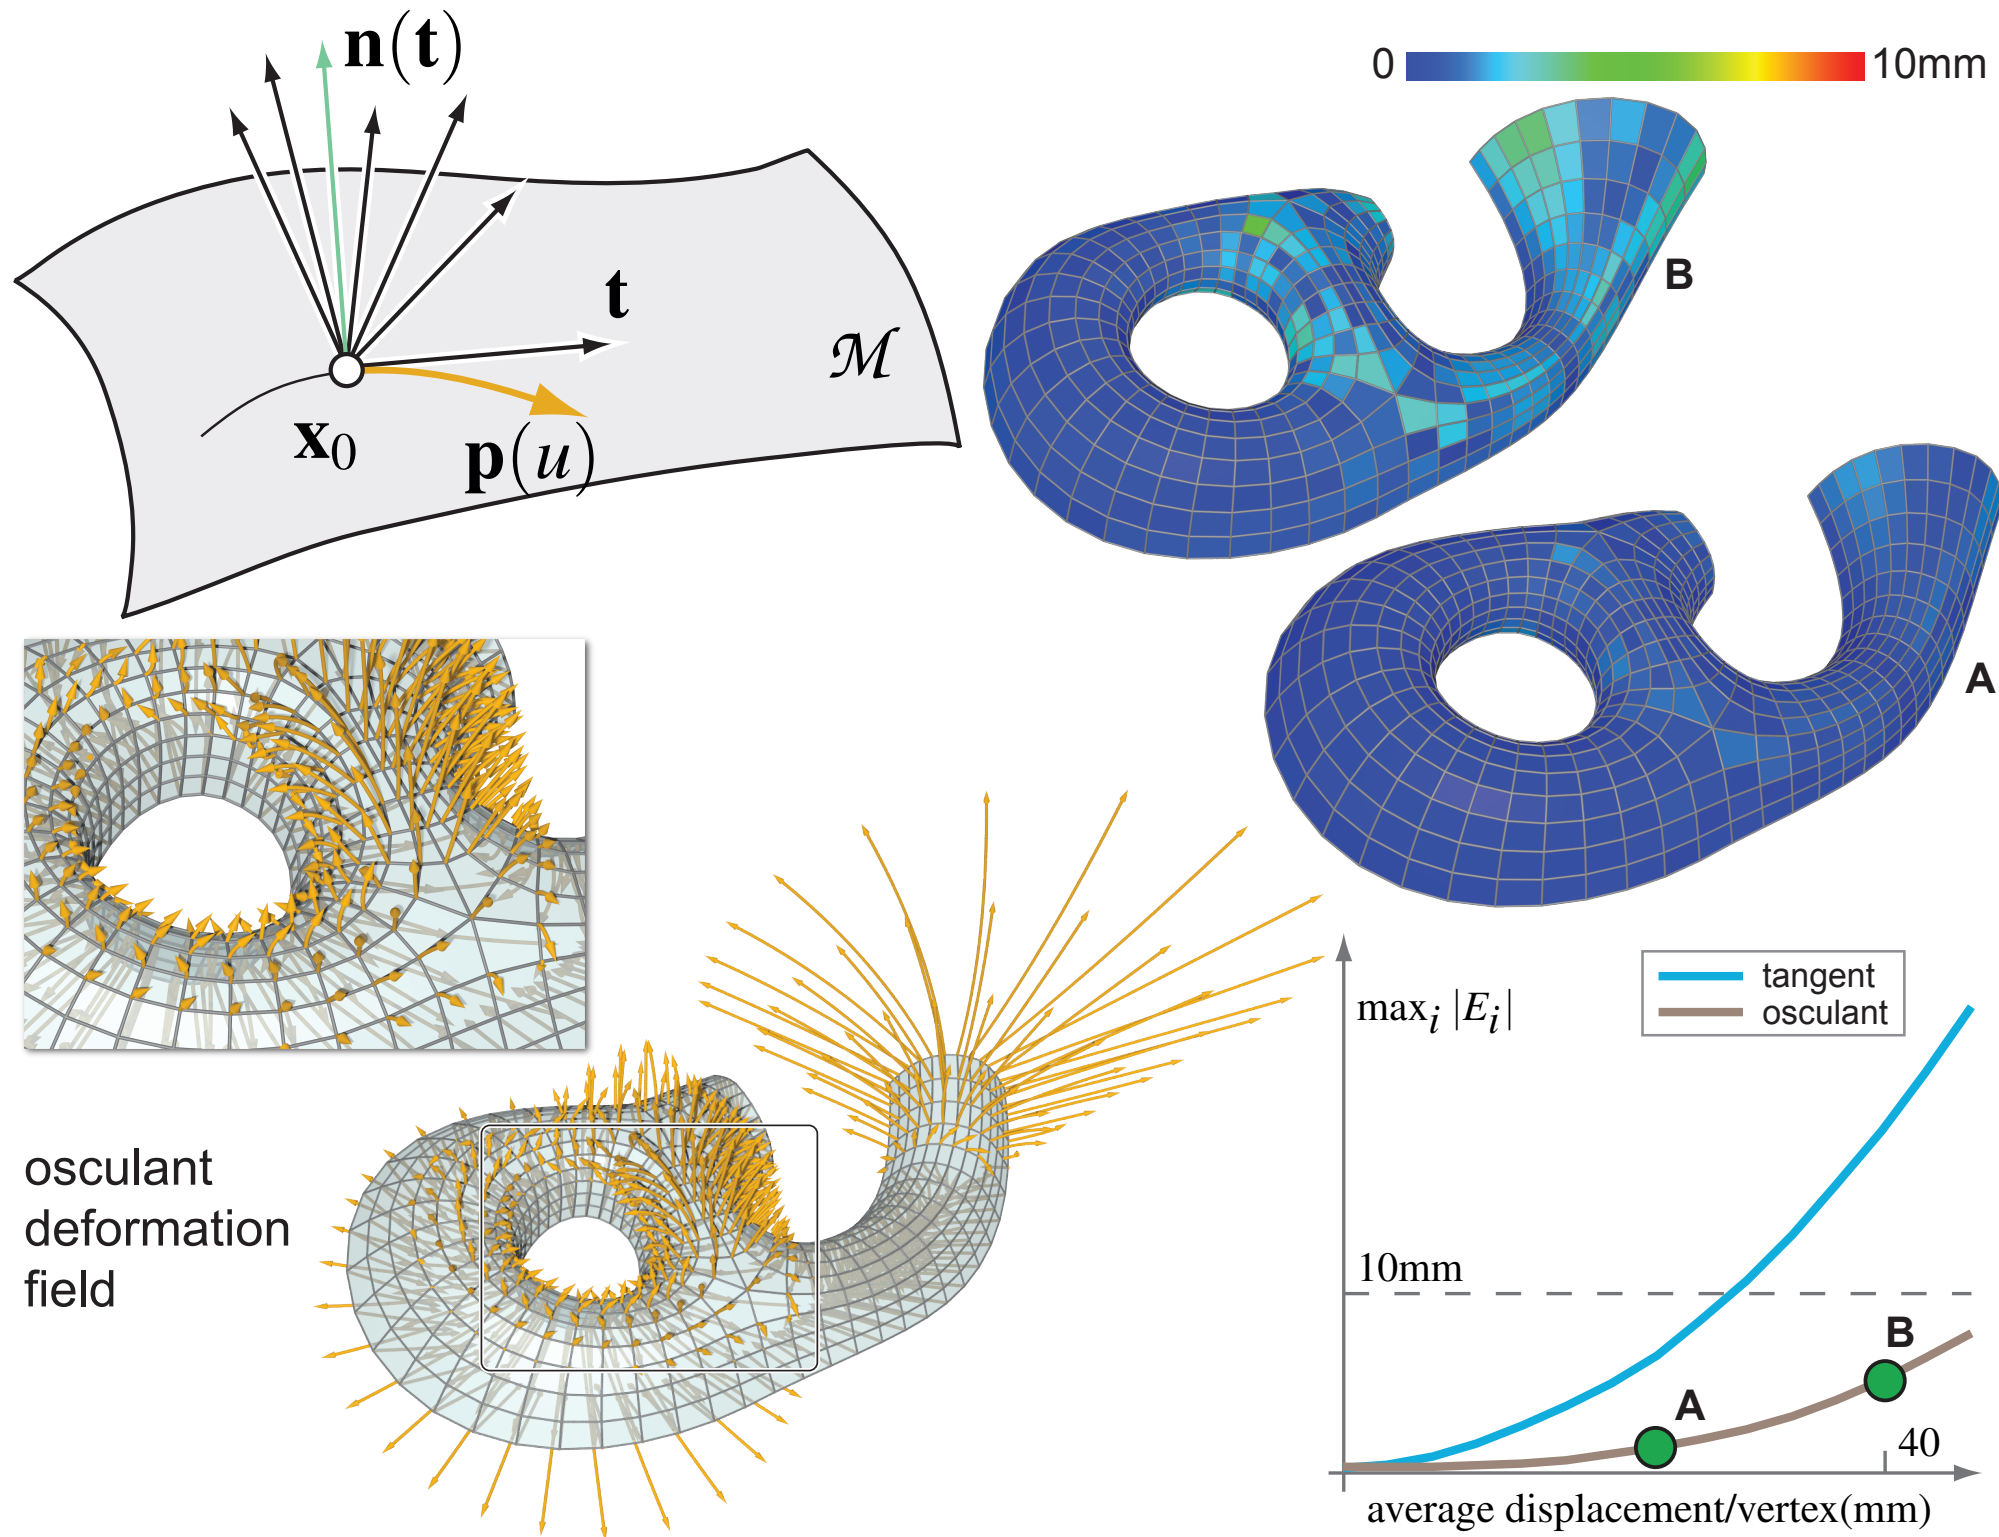 n(t)
t
ℳ
x₀
p(u)
0 10mm
B
A
osculant
deformation
field
tangent
osculant
maxᵢ |Eᵢ|
10mm
B
A
40
average displacement/vertex(mm)